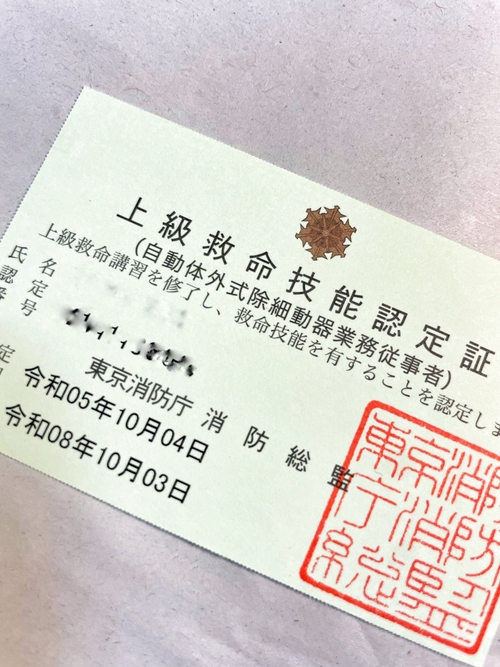 上級救命技能認定証
(自動体外式除細動器業務従事者)
上級救命講習を修了し、救命技能を有することを認定しま
氏名
認定
番号
東京消防庁 消防総監
定
令和05年10月04日
令和08年10月03日
東京消防
庁消防
総監